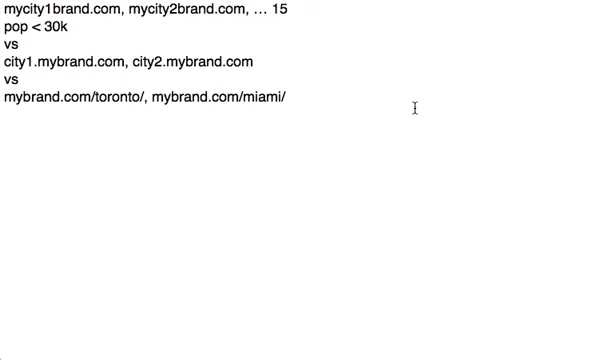 mycity1brand.com, mycity2brand.com, … 15
pop < 30k
vs
city1.mybrand.com, city2.mybrand.com
vs
mybrand.com/toronto/, mybrand.com/miami/